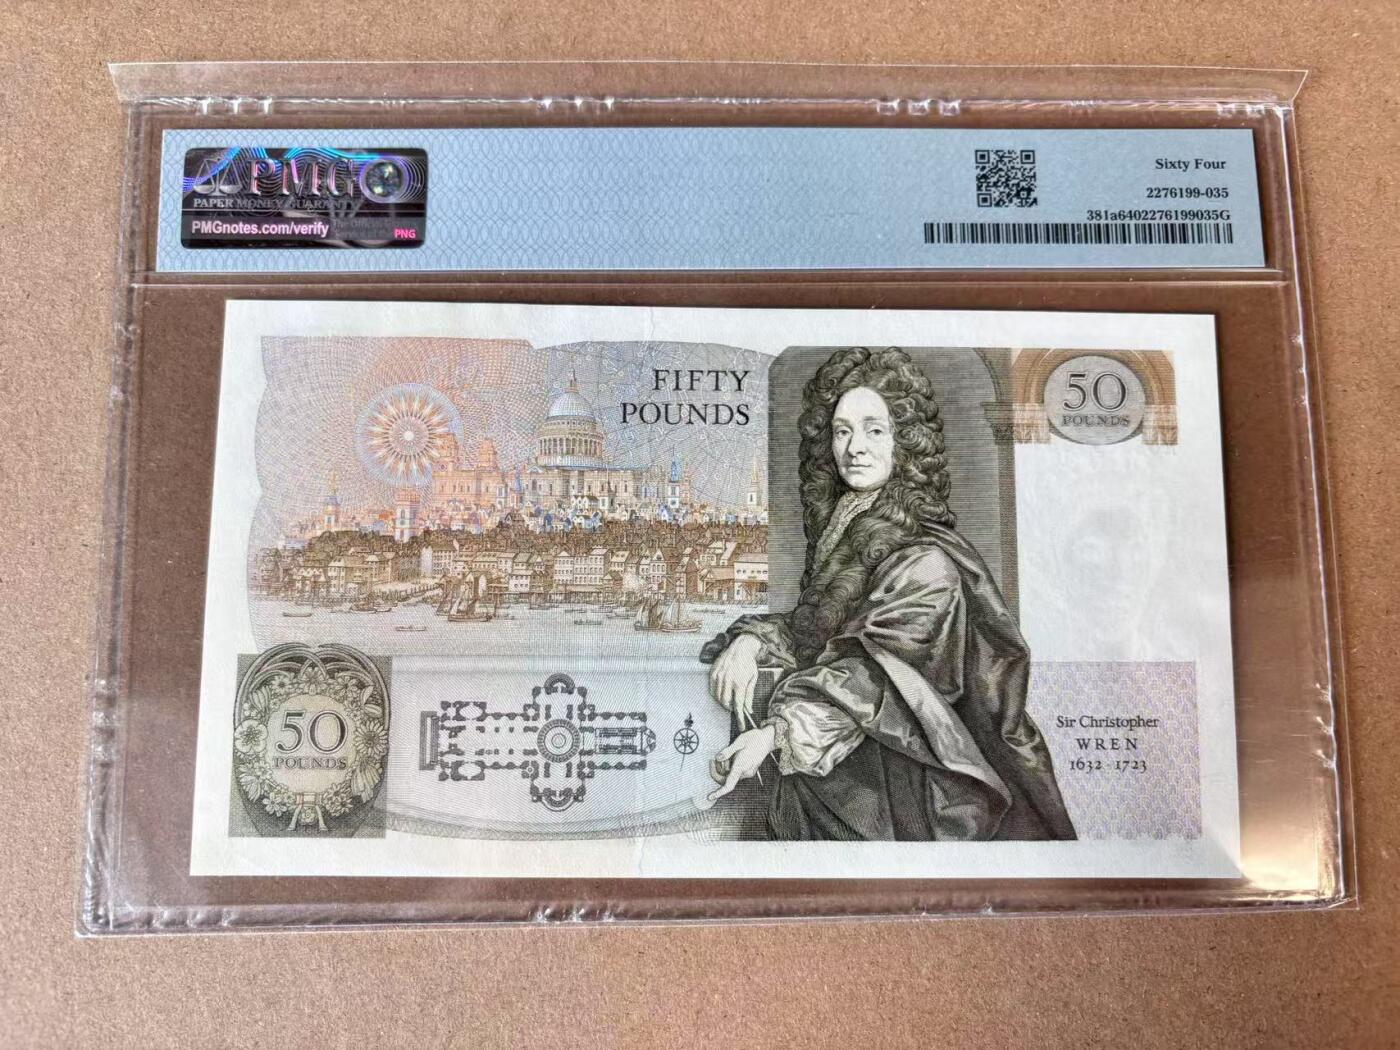 PMG
PAPER MONEY GUARANTY
PMGnotes.com/verify
PNG
Sixty Four
2276199-035
381a6402276199035G
FIFTY
POUNDS
50
POUNDS
50
POUNDS
Sir Christopher
WREN
1632 - 1723